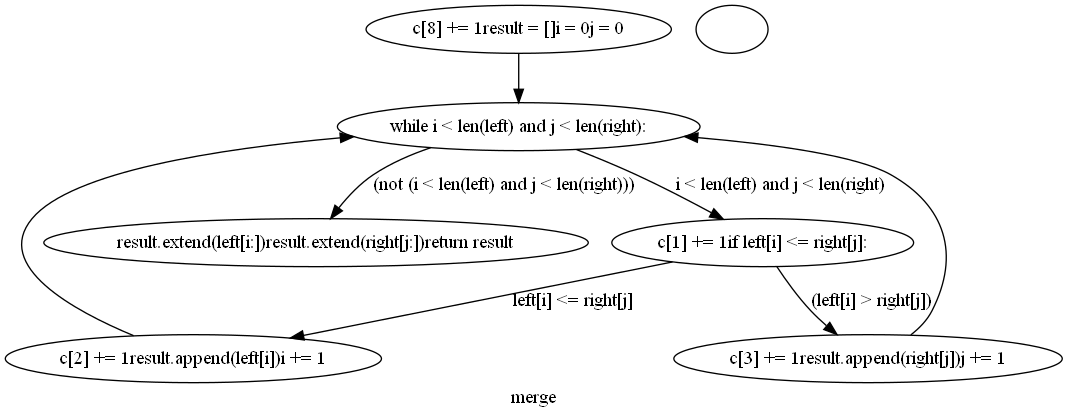 c[8] += 1result = []i = 0j = 0
while i < len(left) and j < len(right):
(not (i < len(left) and j < len(right)))
i < len(left) and j < len(right)
result.extend(left[i:])result.extend(right[j:])return result
c[1] += 1if left[i] <= right[j]:
left[i] <= right[j]
(left[i] > right[j])
c[2] += 1result.append(left[i])i += 1
c[3] += 1result.append(right[j])j += 1
merge